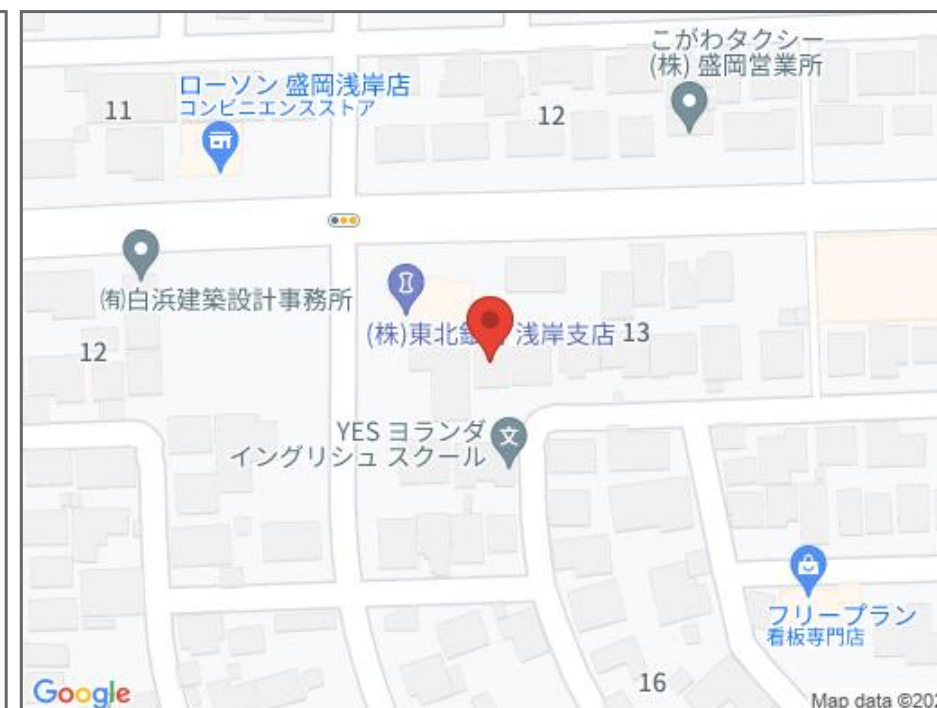 こがわタクシー
(株) 盛岡営業所
ローソン 盛岡浅岸店
コンビニエンスストア
11
12
(有)白浜建築設計事務所
(株)東北銀 浅岸支店
13
12
YES ヨランダ
イングリシュ スクール
フリープラン
看板専門店
16
Google
Map data ©202